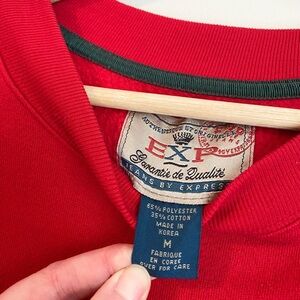 EXP
Garantie de Qualité
JEANS BY EXPRESS
65% POLYESTER
35% COTTON
MADE IN
KOREA
M
FABRIQUE
EN COREE
OVER FOR CARE